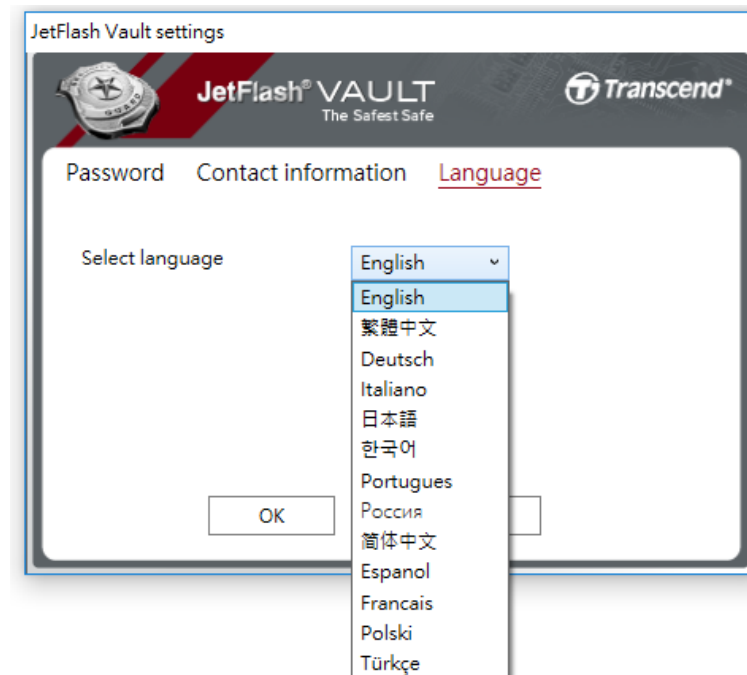 JetFlash Vault settings
GUARD
JetFlash® VAULT
The Safest Safe
Transcend®
Password Contact information Language
Select language English
English
繁體中文
Deutsch
Italiano
日本語
한국어
Portugues
OK Россия
简体中文
Espanol
Francais
Polski
Türkçe